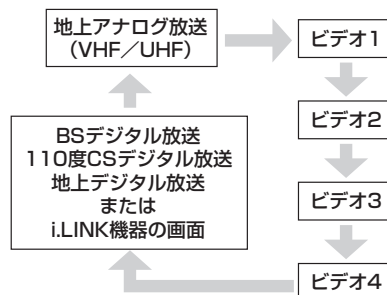 地上アナログ放送
(VHF/UHF)
ビデオ1
ビデオ2
ビデオ3
ビデオ4
BSデジタル放送
110度CSデジタル放送
地上デジタル放送
または
i.LINK機器の画面